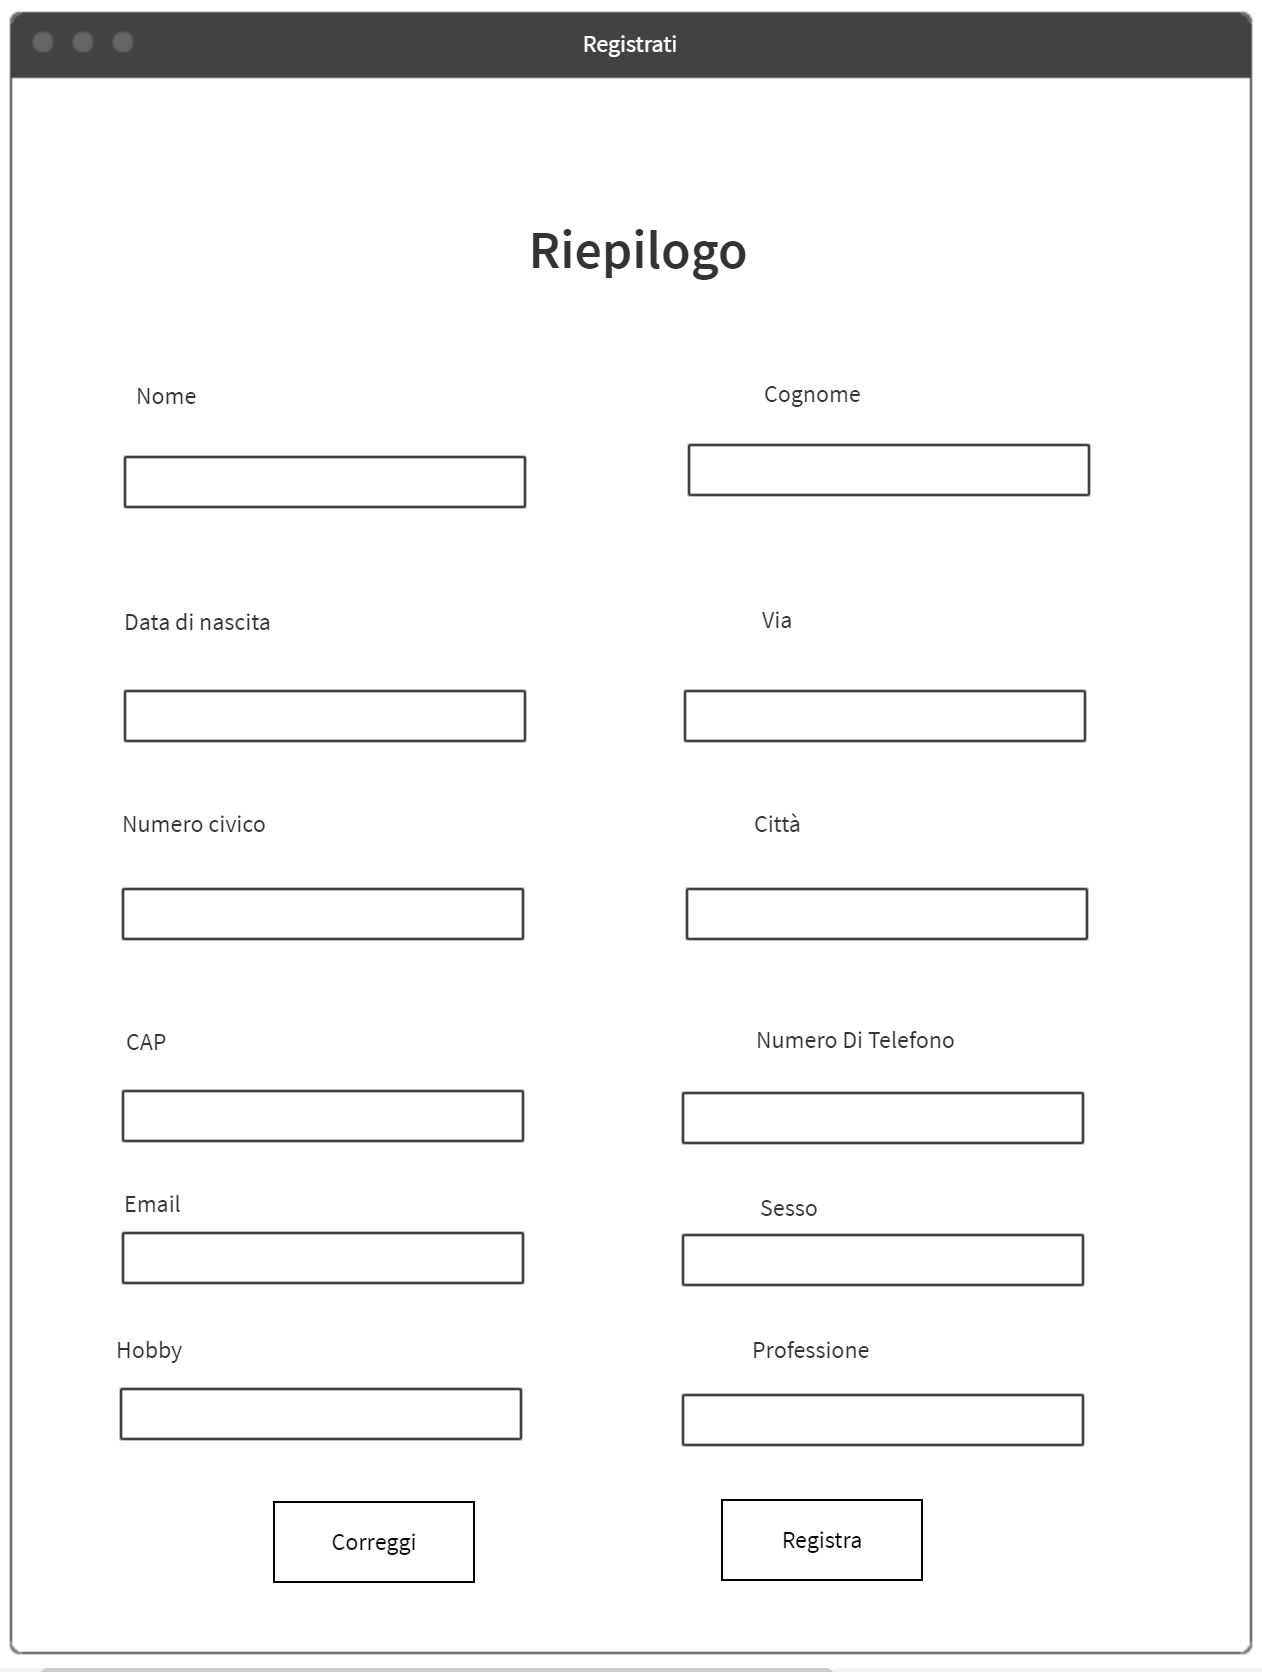 Registrati
Riepilogo
Nome
Cognome
Data di nascita
Via
Numero civico
Città
CAP
Numero Di Telefono
Email
Sesso
Hobby
Professione
Correggi
Registra